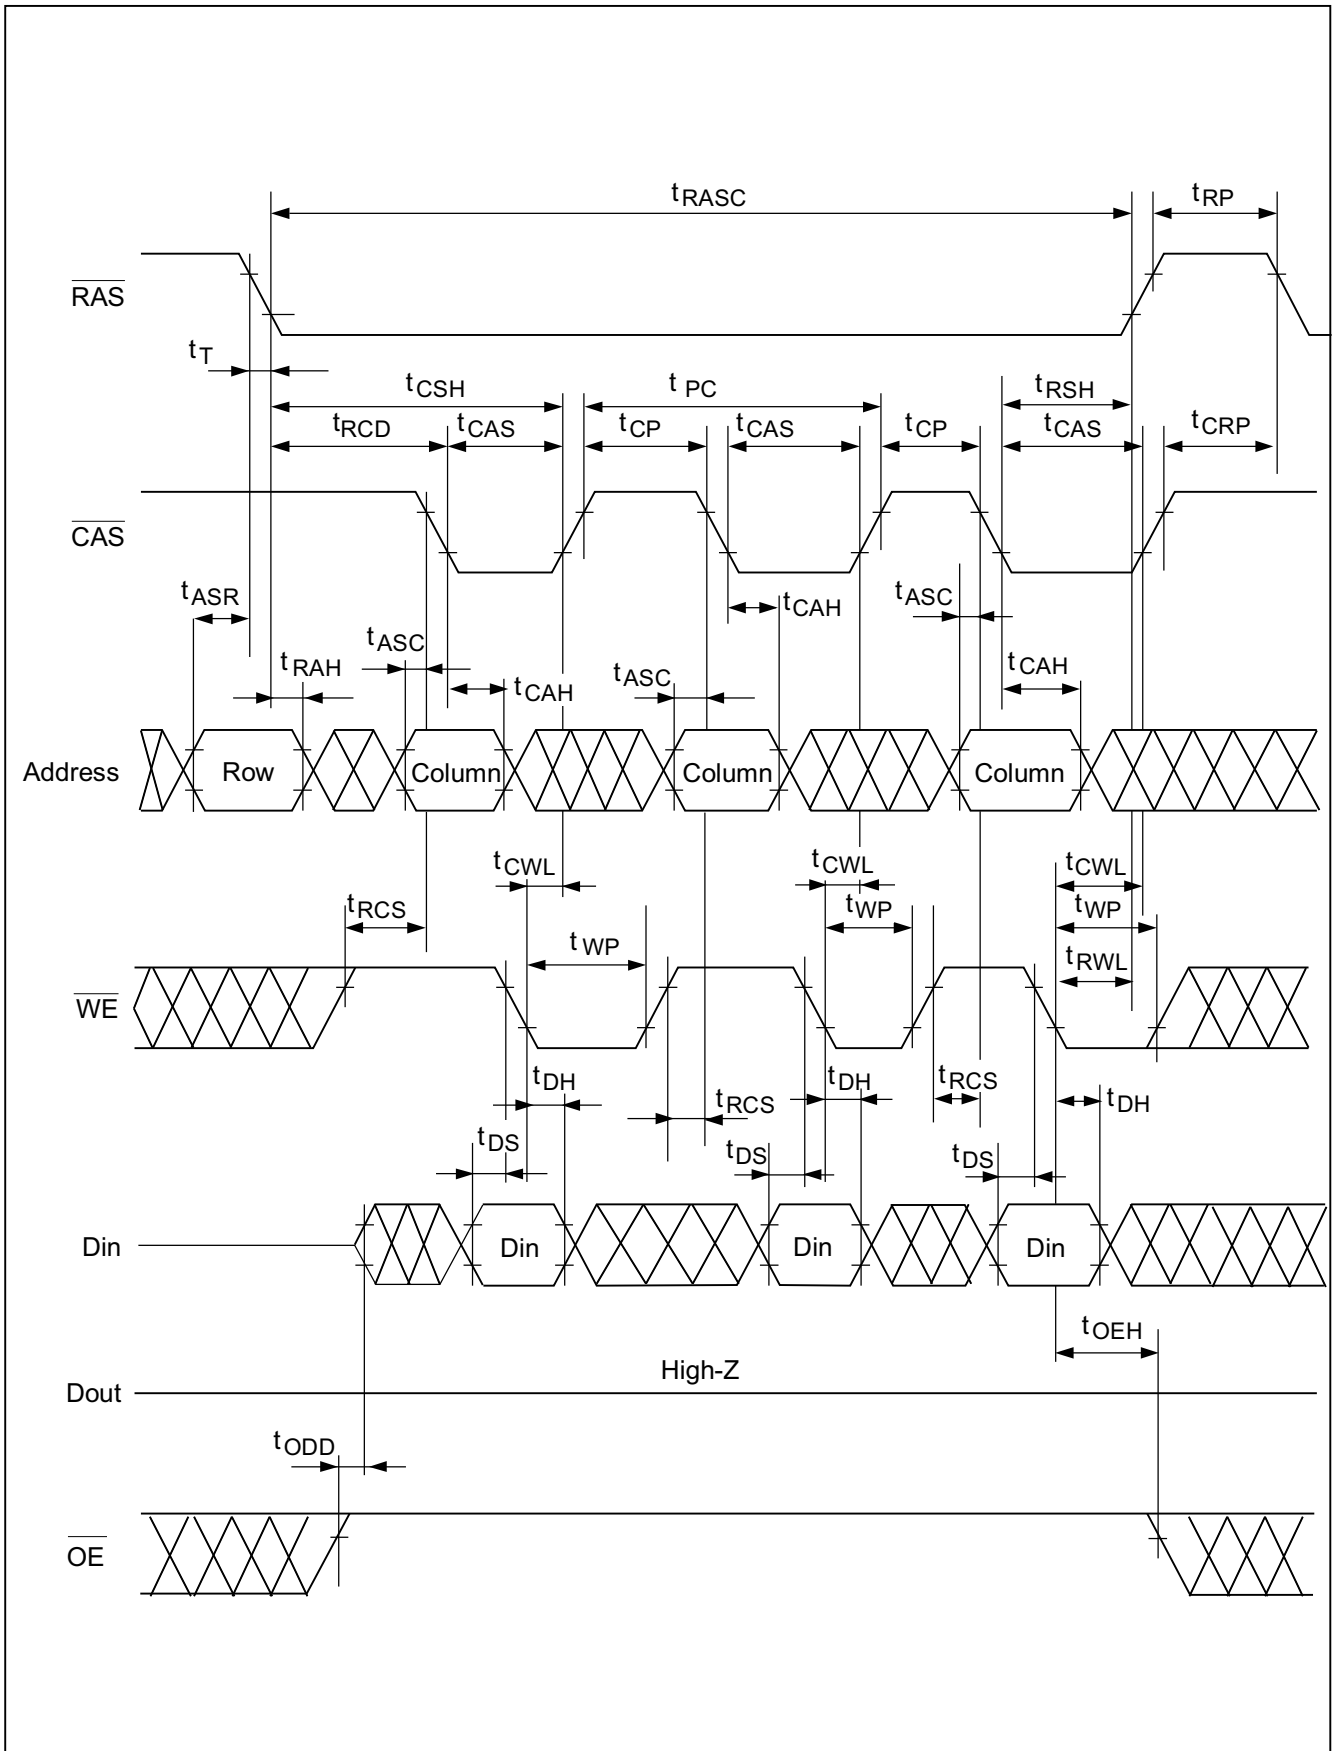 tRASC tRP
RAS
tT
tCSH t PC tRSH
tRCD tCAS tCP tCAS tCP tCAS tCRP
CAS
tASR tCAH tASC
tASC tRAH tCAH tASC tCAH
Address Row Column Column Column
tCWL tCWL tCWL
tRCS tWP tWP
t WP tRWL
WE
tDH tRCS tDH tRCS tDH
tDS tDS tDS
Din Din Din Din
tOEH
High-Z
Dout
tODD
OE